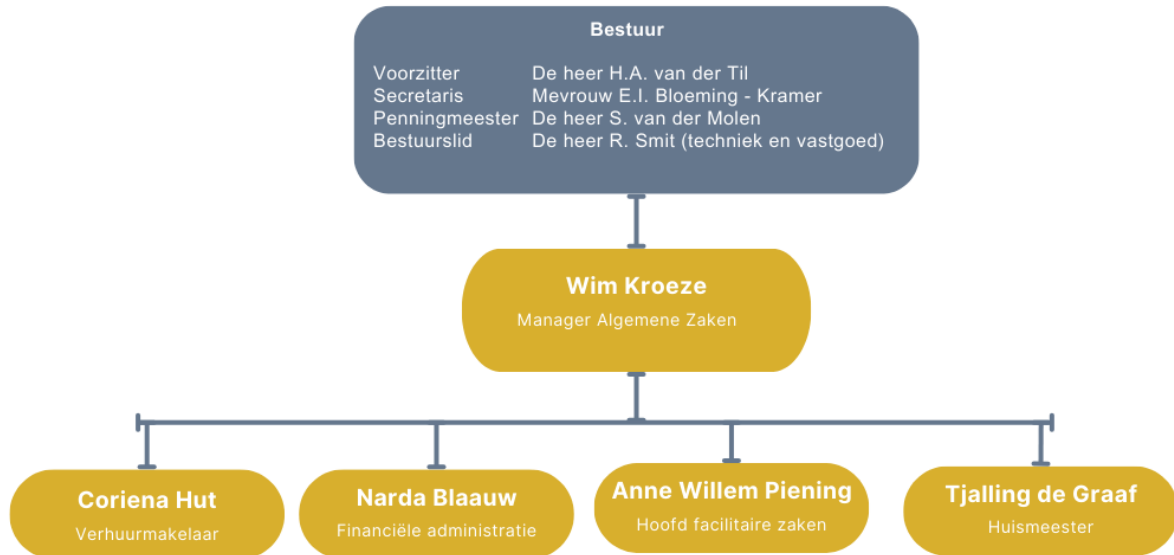 Bestuur
Voorzitter De heer H.A. van der Til
Secretaris Mevrouw E.I. Bloeming - Kramer
Penningmeester De heer S. van der Molen
Bestuurslid De heer R. Smit (techniek en vastgoed)
Wim Kroeze
Manager Algemene Zaken
Coriena Hut
Verhuurmakelaar
Narda Blaauw
Financiële administratie
Anne Willem Piening
Hoofd facilitaire zaken
Tjalling de Graaf
Huismeester